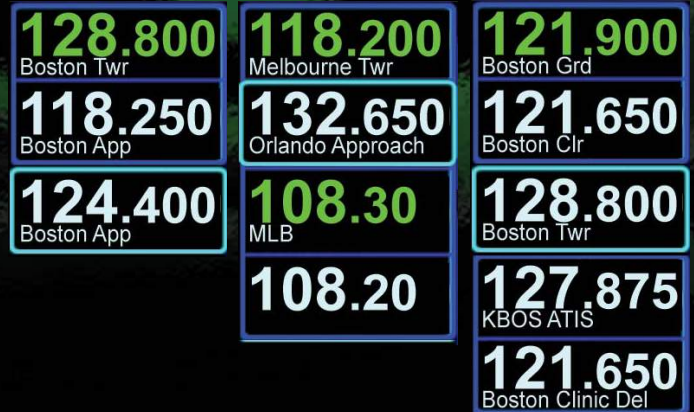 128.800
Boston Twr
118.250
Boston App
124.400
Boston App
118.200
Melbourne Twr
132.650
Orlando Approach
108.30
MLB
108.20
121.900
Boston Grd
121.650
Boston Clr
128.800
Boston Twr
127.875
KBOS ATIS
121.650
Boston Clinic Del